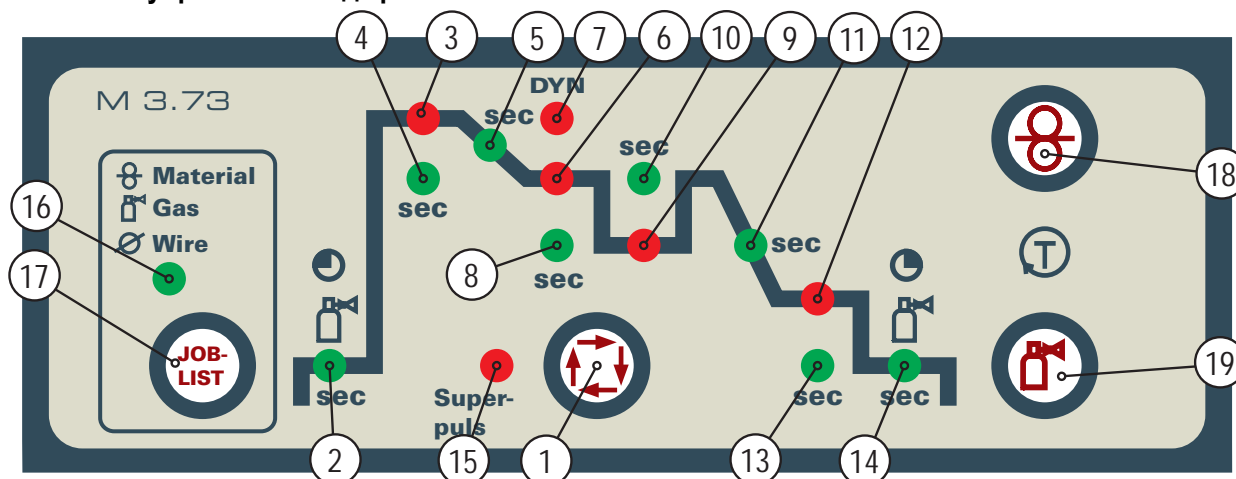 4 3 5 7 6 10 9 11 12
DYN
M 3.73
sec
sec
Material
18
Gas
sec
16
Wire
sec
8
sec
17
T
JOB-
LIST
19
sec
Super-
puls
sec
sec
2 15 1 13 14